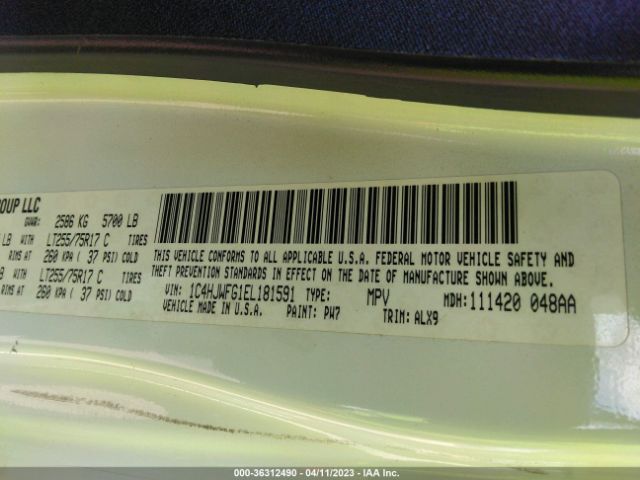 OUP LLC
GVWR: 2586 KG 5700 LB
LB WITH LT255/75R17 C TIRES
RIMS AT 260 KPA ( 37 PSI) COLD
B WITH LT255/75R17 C TIRES
RIMS AT 260 KPA ( 37 PSI) COLD
THIS VEHICLE CONFORMS TO ALL APPLICABLE U.S.A. FEDERAL MOTOR VEHICLE SAFETY AND
THEFT PREVENTION STANDARDS IN EFFECT ON THE DATE OF MANUFACTURE SHOWN ABOVE.
VIN: 1C4HJWFG1EL181591 TYPE: MPV MDH: 111420 048AA
VEHICLE MADE IN U.S.A. PAINT: PW7 TRIM: ALX9
000-36312490 - 04/11/2023 - IAA Inc.